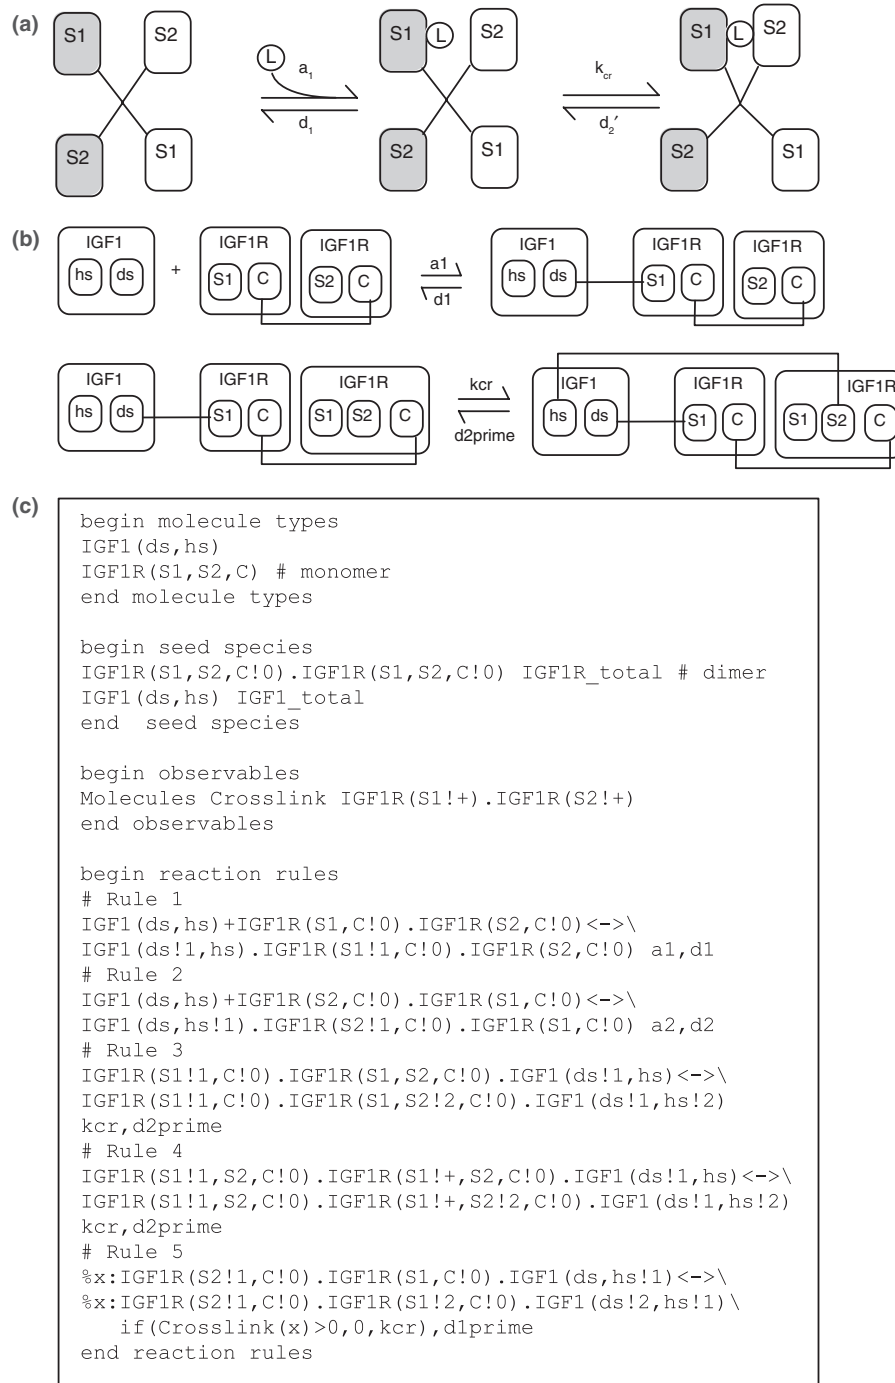 (a)
S1 S2 S1 L S2 S1 L S2
L a1 kcr
d1 d2′
S2 S1 S2 S1 S2 S1
(b)
IGF1 IGF1R IGF1R IGF1 IGF1R IGF1R
hs ds + S1 C S2 C a1 hs ds S1 C S2 C
d1
IGF1 IGF1R IGF1R kcr IGF1 IGF1R IGF1R
hs ds S1 C S1 S2 C hs ds S1 C S1 S2 C
d2prime
(c)
begin molecule types
IGF1(ds,hs)
IGF1R(S1,S2,C) # monomer
end molecule types
begin seed species
IGF1R(S1,S2,C!0).IGF1R(S1,S2,C!0) IGF1R_total # dimer
IGF1(ds,hs) IGF1_total
end  seed species
begin observables
Molecules Crosslink IGF1R(S1!+).IGF1R(S2!+)
end observables
begin reaction rules
# Rule 1
IGF1(ds,hs)+IGF1R(S1,C!0).IGF1R(S2,C!0)<->\
IGF1(ds!1,hs).IGF1R(S1!1,C!0).IGF1R(S2,C!0) a1,d1
# Rule 2
IGF1(ds,hs)+IGF1R(S2,C!0).IGF1R(S1,C!0)<->\
IGF1(ds,hs!1).IGF1R(S2!1,C!0).IGF1R(S1,C!0) a2,d2
# Rule 3
IGF1R(S1!1,C!0).IGF1R(S1,S2,C!0).IGF1(ds!1,hs)<->\
IGF1R(S1!1,C!0).IGF1R(S1,S2!2,C!0).IGF1(ds!1,hs!2)
kcr,d2prime
# Rule 4
IGF1R(S1!1,S2,C!0).IGF1R(S1!+,S2,C!0).IGF1(ds!1,hs)<->\
IGF1R(S1!1,S2,C!0).IGF1R(S1!+,S2!2,C!0).IGF1(ds!1,hs!2)
kcr,d2prime
# Rule 5
%x:IGF1R(S2!1,C!0).IGF1R(S1,C!0).IGF1(ds,hs!1)<->\
%x:IGF1R(S2!1,C!0).IGF1R(S1!2,C!0).IGF1(ds!2,hs!1)\
if(Crosslink(x)>0,0,kcr),d1prime
end reaction rules